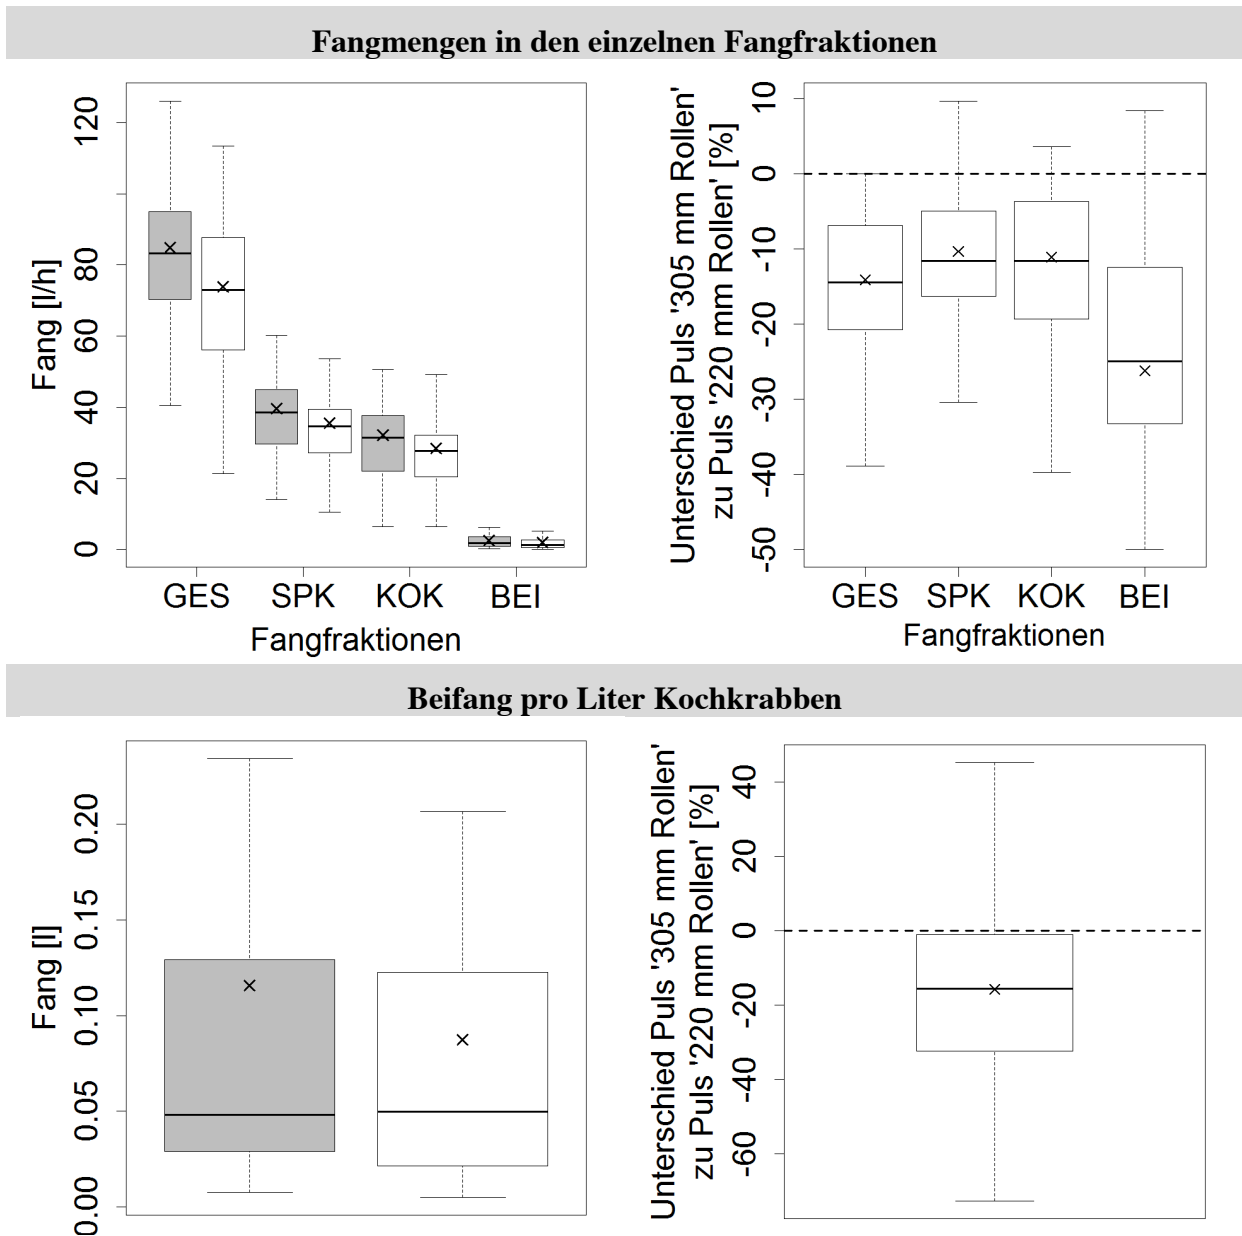 Fangmengen in den einzelnen Fangfraktionen
Fang [l/h]
0
20
40
60
80
120
GES SPK KOK BEI
Fangfraktionen
Unterschied Puls '305 mm Rollen'
zu Puls '220 mm Rollen' [%]
-50
-40
-30
-20
-10
0
10
GES SPK KOK BEI
Fangfraktionen
Beifang pro Liter Kochkrabben
Fang [l]
0.00
0.05
0.10
0.15
0.20
Unterschied Puls '305 mm Rollen'
zu Puls '220 mm Rollen' [%]
-60
-40
-20
0
20
40